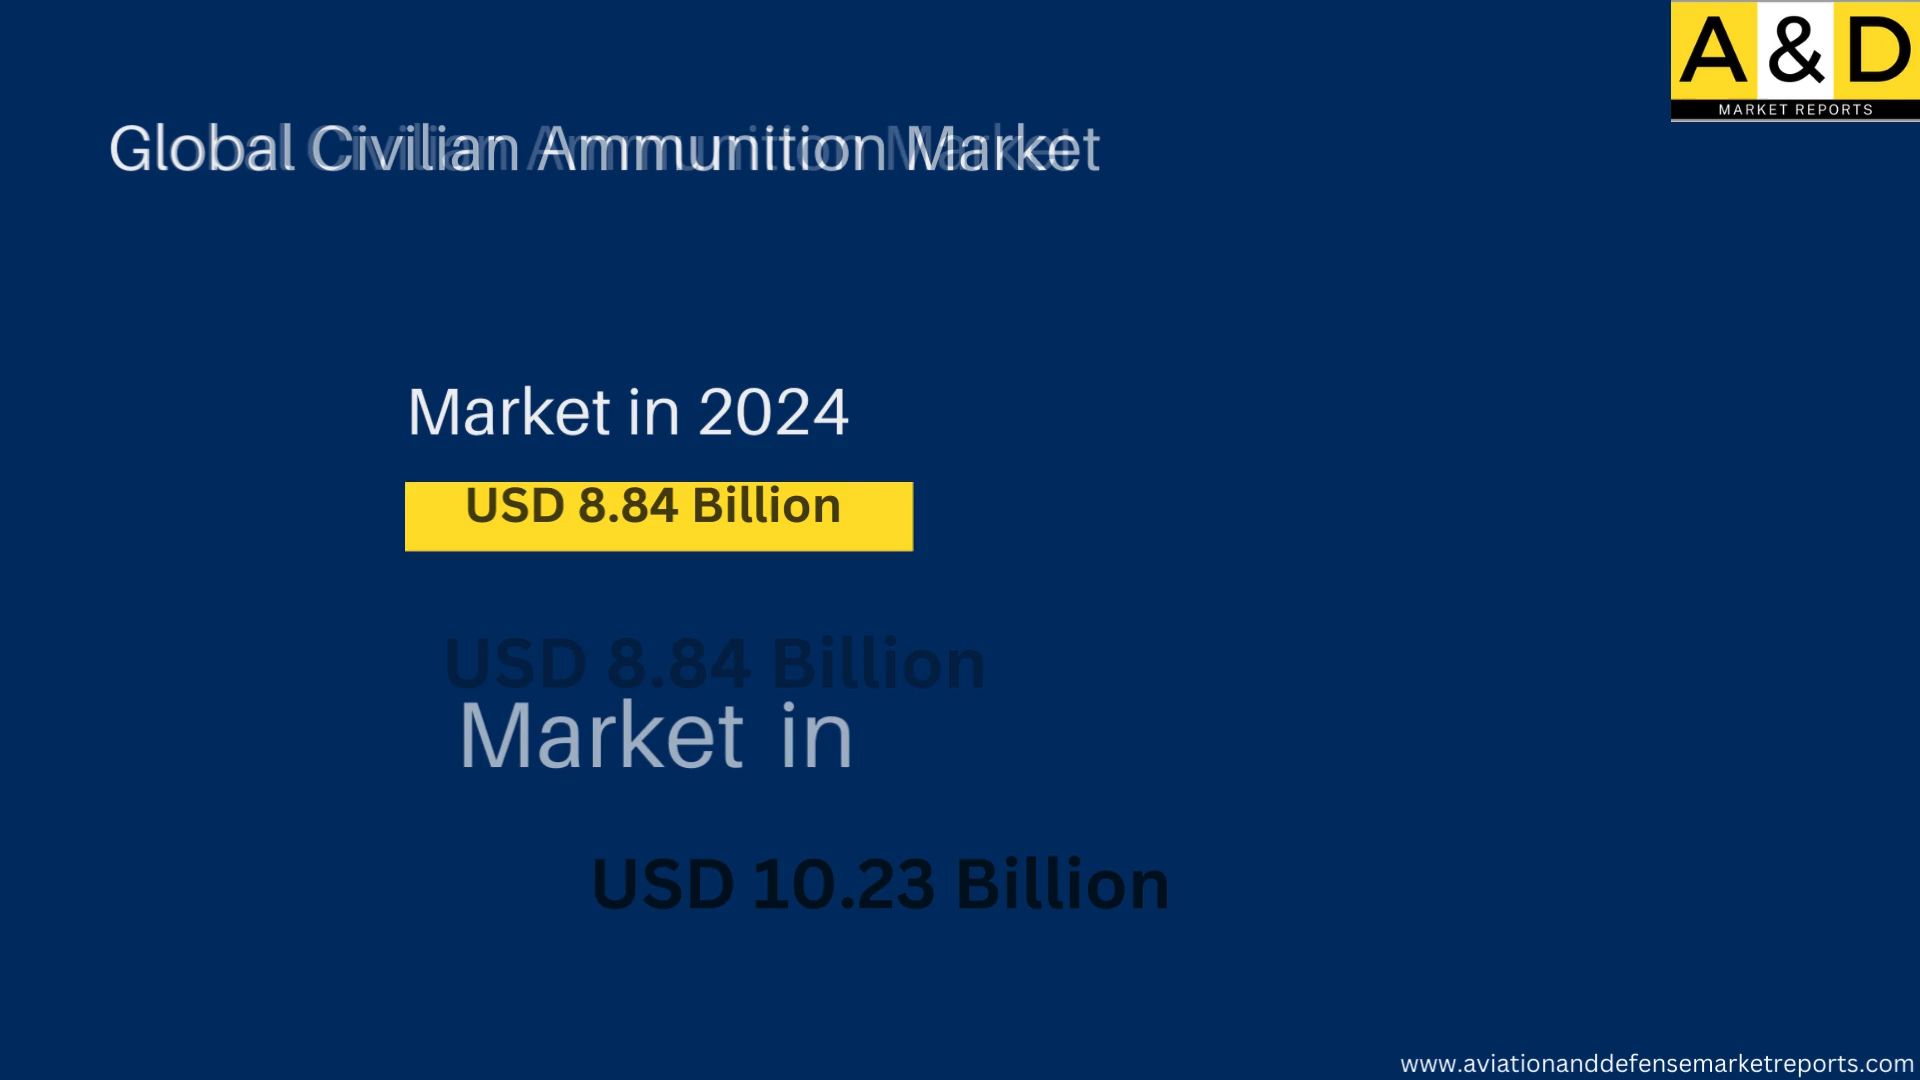 A & D
MARKET REPORTS
Global Civilian Ammunition Market
Market in 2024
USD 8.84 Billion
USD 8.84 Billion
Market in
USD 10.23 Billion
www.aviationanddefensemarketreports.com